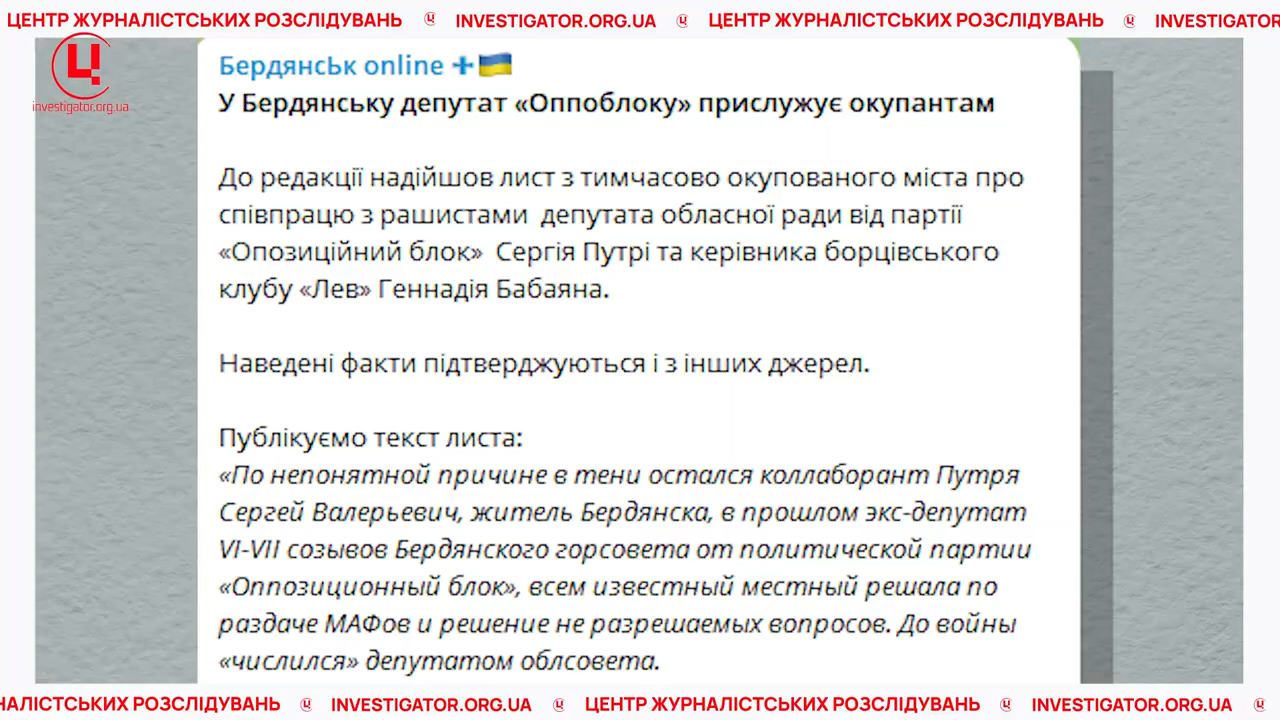 ЦЕНТР ЖУРНАЛІСТСЬКИХ РОЗСЛІДУВАНЬ INVESTIGATOR.ORG.UA ЦЕНТР ЖУРНАЛІСТСЬКИХ РОЗСЛІДУВАНЬ INVESTIGATOR
investigator.org.ua
Бердянськ online
У Бердянську депутат «Оппоблоку» прислужує окупантам
До редакції надійшов лист з тимчасово окупованого міста про
співпрацю з рашистами депутата обласної ради від партії
«Опозиційний блок» Сергія Путрі та керівника борцівського
клубу «Лев» Геннадія Бабаяна.
Наведені факти підтверджуються і з інших джерел.
Публікуємо текст листа:
«По непонятной причине в тени остался коллаборант Путря
Сергей Валерьевич, житель Бердянска, в прошлом экс-депутат
VI-VII созывов Бердянского горсовета от политической партии
«Оппозиционный блок», всем известный местный решала по
раздаче МАФов и решение не разрешаемых вопросов. До войны
«числился» депутатом облсовета.
НАЛІСТСЬКИХ РОЗСЛІДУВАНЬ INVESTIGATOR.ORG.UA ЦЕНТР ЖУРНАЛІСТСЬКИХ РОЗСЛІДУВАНЬ INVESTIGATOR.ORG.UA